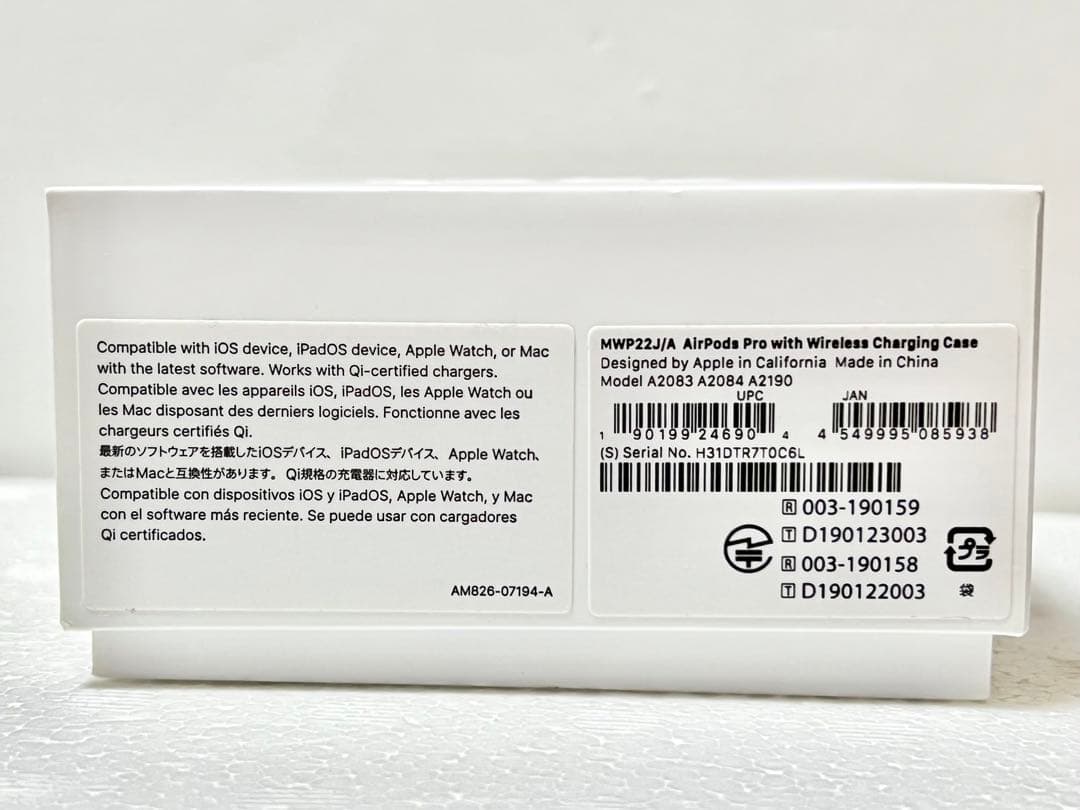 Compatible with iOS device, iPadOS device, Apple Watch, or Mac
with the latest software. Works with Qi-certified chargers.
Compatible avec les appareils iOS, iPadOS, les Apple Watch ou
les Mac disposant des derniers logiciels. Fonctionne avec les
chargeurs certifiés Qi.
最新のソフトウェアを搭載したiOSデバイス、iPadOSデバイス、Apple Watch、
またはMacと互換性があります。Qi規格の充電器に対応しています。
Compatible con dispositivos iOS y iPadOS, Apple Watch, y Mac
con el software más reciente. Se puede usar con cargadores
Qi certificados.
AM826-07194-A
MWP22J/A AirPods Pro with Wireless Charging Case
Designed by Apple in California Made in China
Model A2083 A2084 A2190
UPC JAN
1 90199 24690 4 4 549995 085938
(S) Serial No. H31DTR7T0C6L
R 003-190159
T D190123003
R 003-190158
T D190122003
プラ
袋